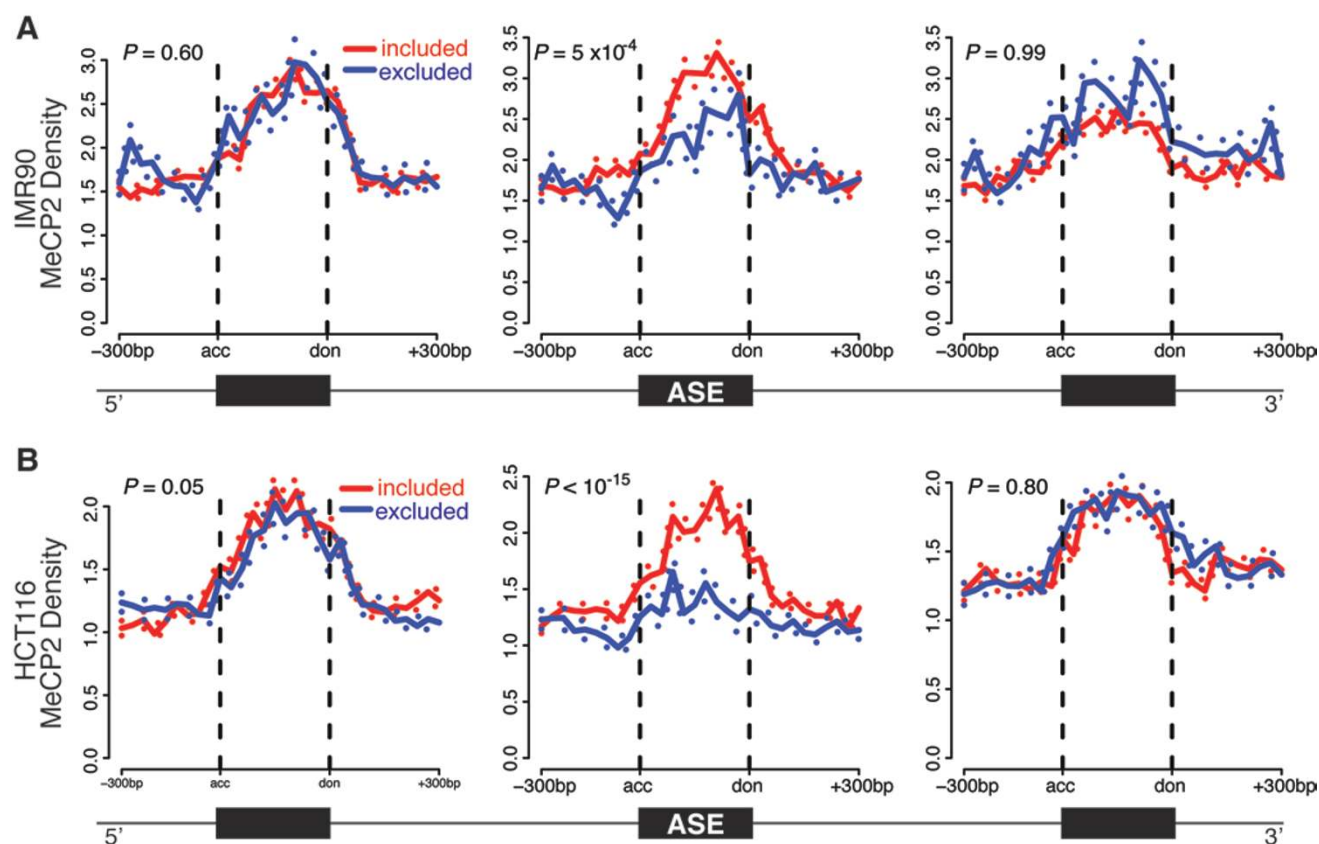 A
P = 0.60
included
excluded
P = 5 x10-4
P = 0.99
IMR90
MeCP2 Density
0.0 0.5 1.0 1.5 2.0 2.5 3.0
0.0 0.5 1.0 1.5 2.0 2.5 3.0 3.5
0.0 0.5 1.0 1.5 2.0 2.5 3.0 3.5
−300bp acc don +300bp
−300bp acc don +300bp
−300bp acc don +300bp
5’ ASE 3’
B
P = 0.05
included
excluded
P < 10-15
P = 0.80
HCT116
MeCP2 Density
0.0 0.5 1.0 1.5 2.0
0.0 0.5 1.0 1.5 2.0 2.5
0.0 0.5 1.0 1.5 2.0
−300bp acc don +300bp
−300bp acc don +300bp
−300bp acc don +300bp
5’ ASE 3’